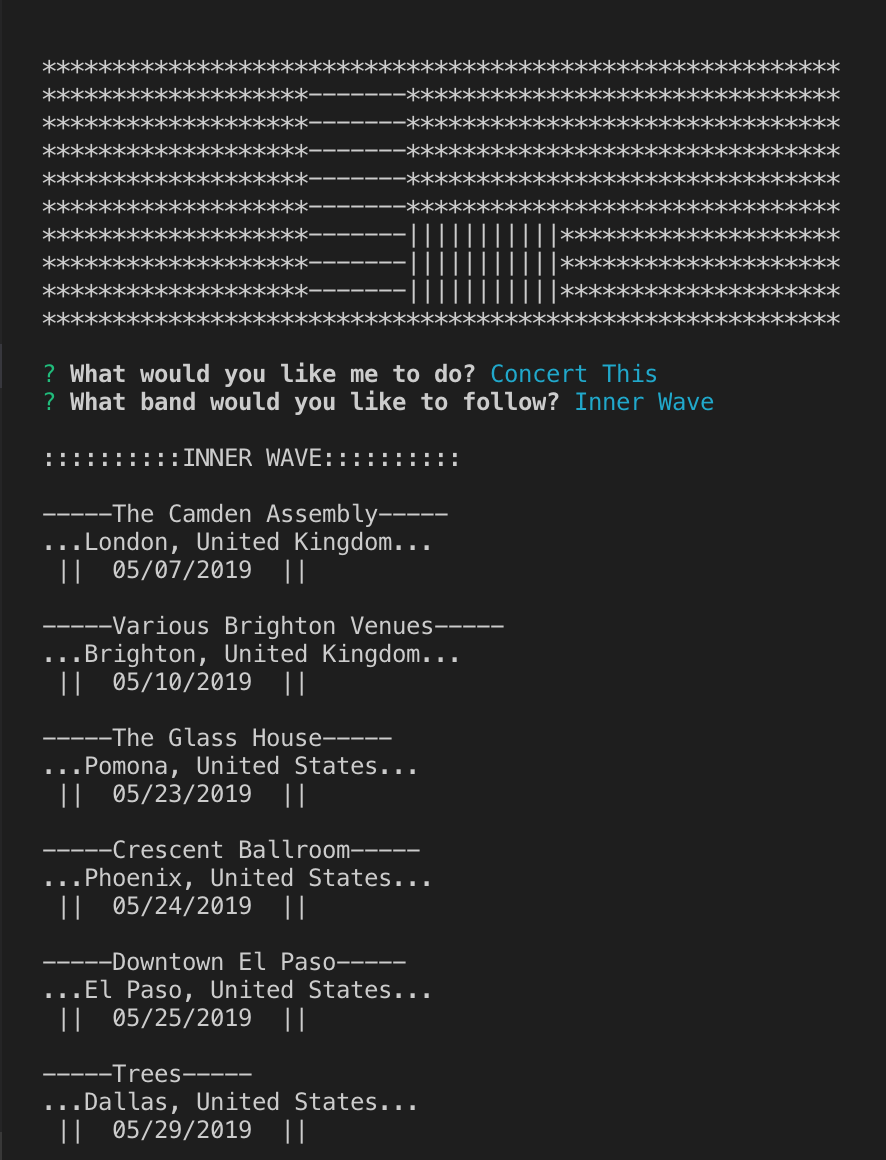 *********************************************************
*******************-------*******************************
*******************-------*******************************
*******************-------*******************************
*******************-------*******************************
*******************-------*******************************
*******************-------|||||||||||********************
*******************-------|||||||||||********************
*******************-------|||||||||||********************
*********************************************************
? What would you like me to do? Concert This
? What band would you like to follow? Inner Wave
::::::::::INNER WAVE::::::::::
-----The Camden Assembly-----
...London, United Kingdom...
|| 05/07/2019 ||
-----Various Brighton Venues-----
...Brighton, United Kingdom...
|| 05/10/2019 ||
-----The Glass House-----
...Pomona, United States...
|| 05/23/2019 ||
-----Crescent Ballroom-----
...Phoenix, United States...
|| 05/24/2019 ||
-----Downtown El Paso-----
...El Paso, United States...
|| 05/25/2019 ||
-----Trees-----
...Dallas, United States...
|| 05/29/2019 ||